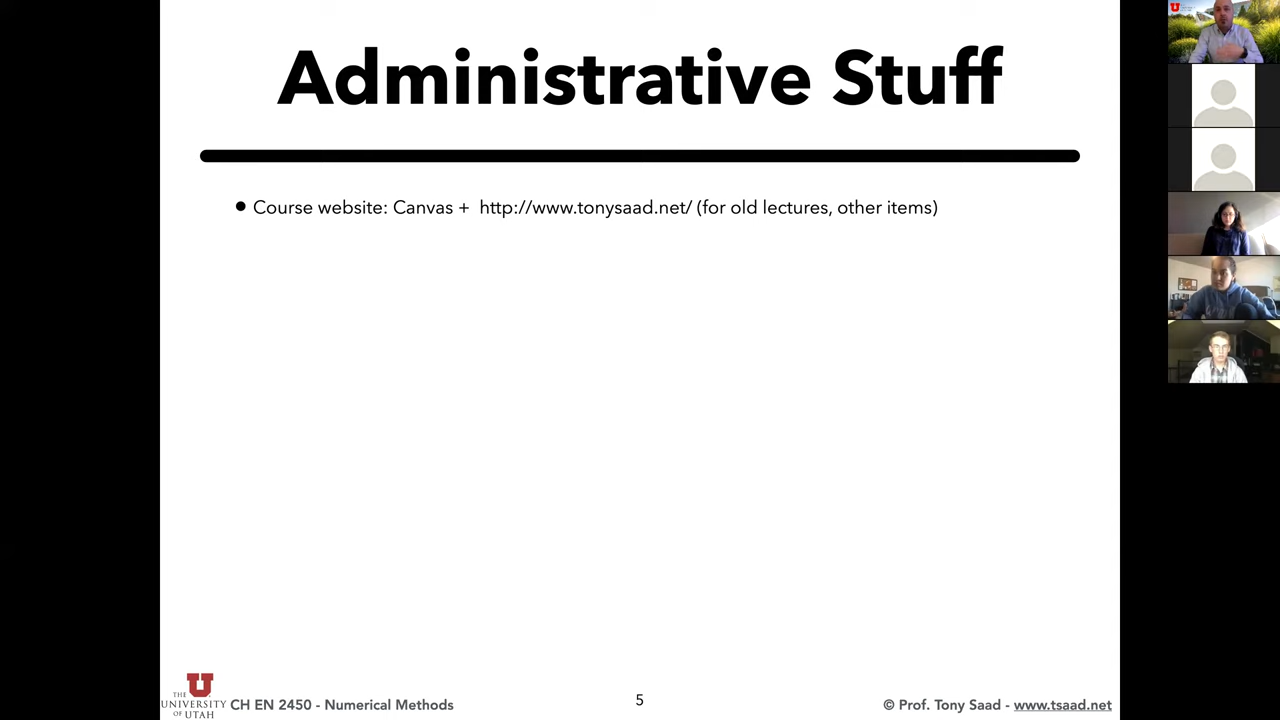 Administrative Stuff
• Course website: Canvas + http://www.tonysaad.net/ (for old lectures, other items)
THE
UNIVERSITY
OF UTAH
CH EN 2450 - Numerical Methods
5
© Prof. Tony Saad - www.tsaad.net